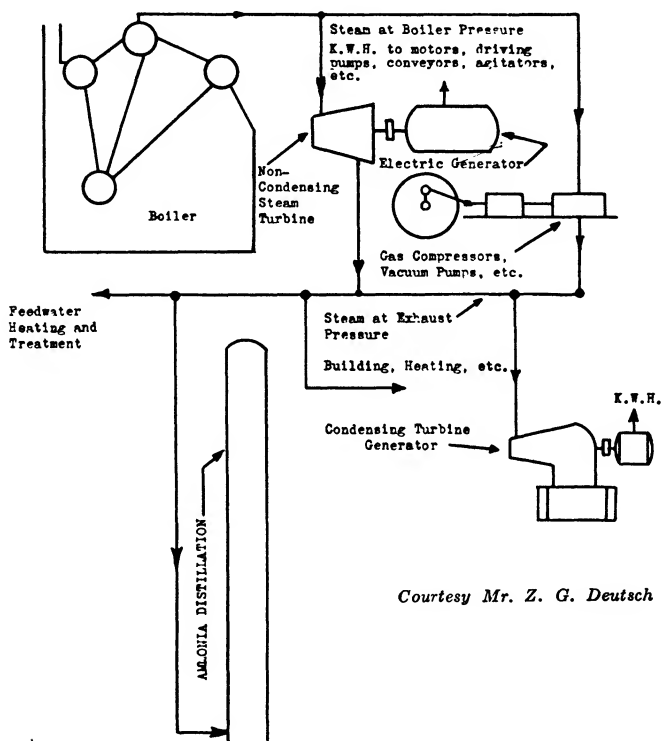 Steam at Boiler Pressure
K.W.H. to motors, driving
pumps, conveyors, agitators,
etc.
Electric Generator
Non-
Condensing
Steam
Turbine
Boiler
Gas Compressors,
Vacuum Pumps, etc.
Feedwater
Heating and
Treatment
Steam at Exhaust
Pressure
Building, Heating, etc.
K.W.H.
Condensing Turbine
Generator
AMLONIA DISTILLATION
Courtesy Mr. Z. G. Deutsch